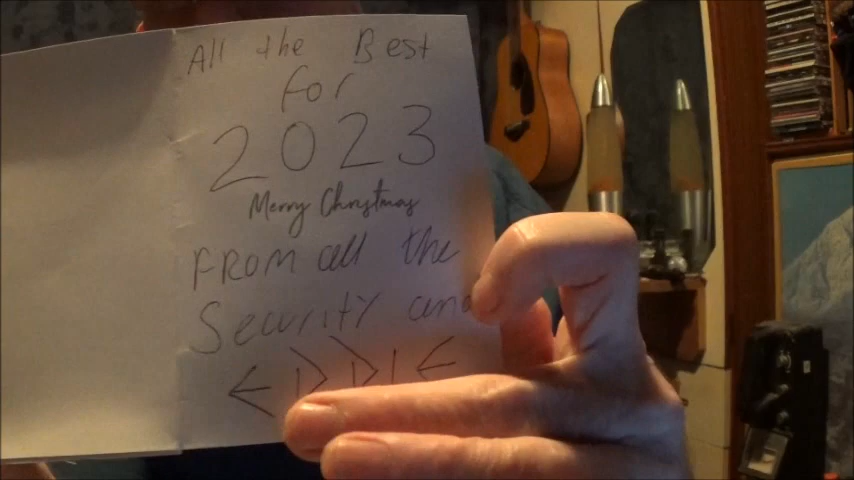 All the Best
for
2023
Merry Christmas
FROM all the
Security and